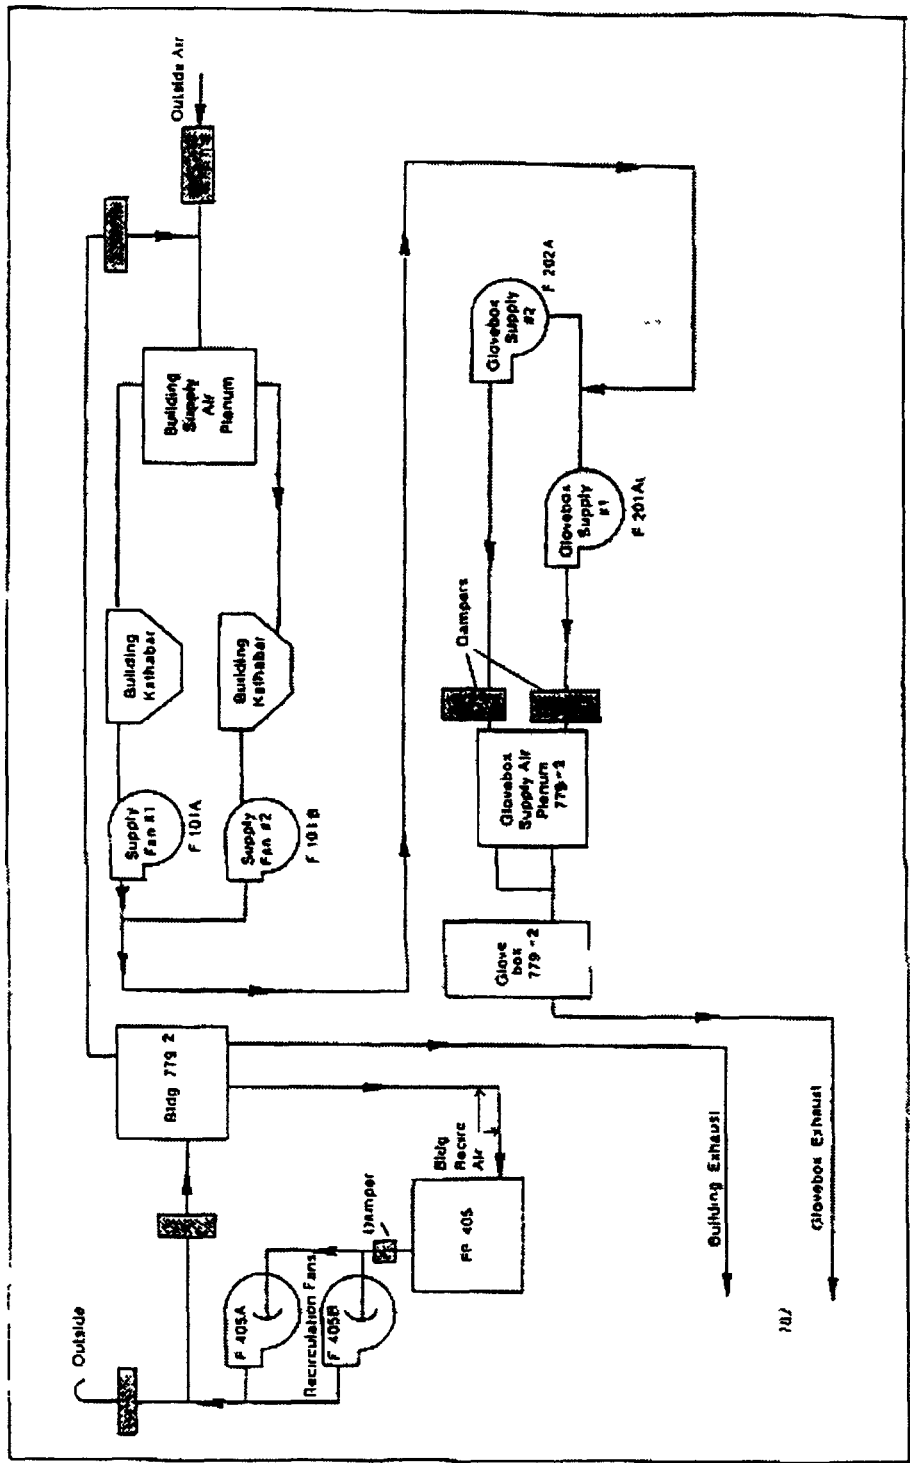 Outside Air
Building
Supply
Air
Plenum
Building
Kathabar
Building
Kathabar
Supply
Fan #1
F 101A
Supply
Fan #2
F 101B
Bldg 779 2
Outside
F 405A
Recirculation Fans
F 405B
Damper
Bldg
Recirc
Air
FP 405
Glovebox
Supply
#2
F 202A
Glovebox
Supply
#1
F 201A
Dampers
Glovebox
Supply Air
Plenum
779-2
Glove
box
779-2
Building Exhaust
Glovebox Exhaust